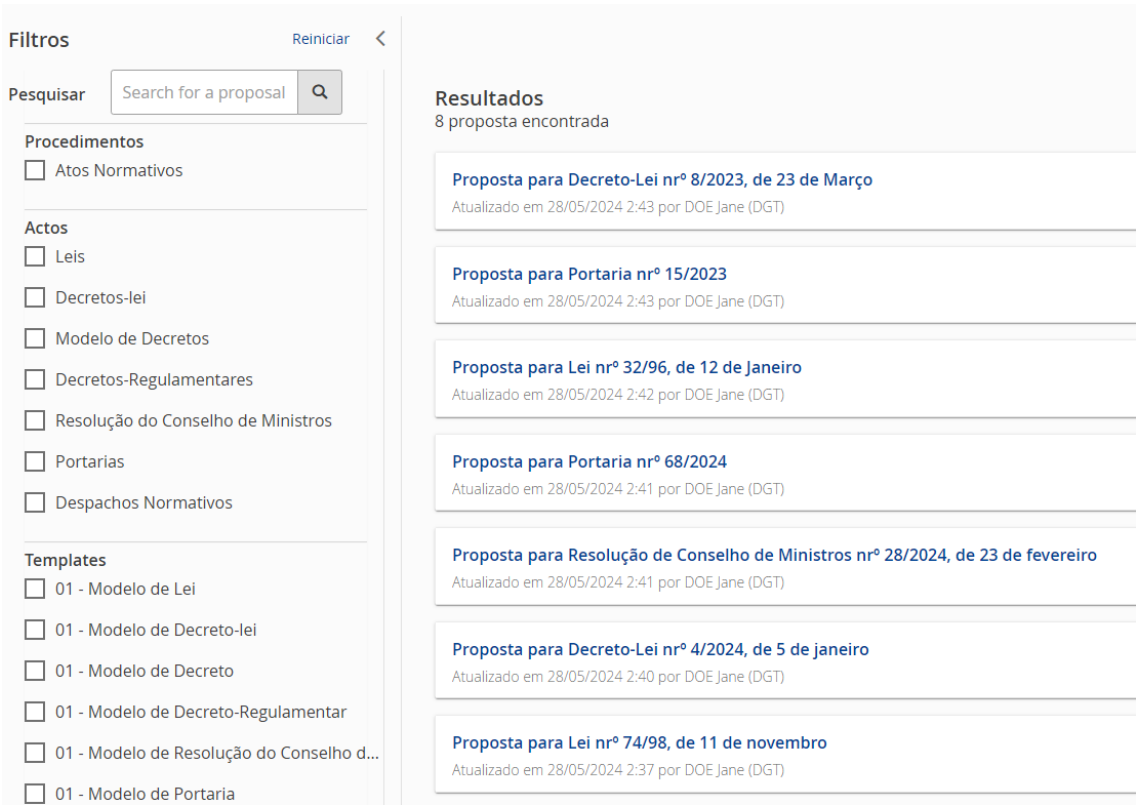 Filtros
Reiniciar
Pesquisar
Search for a proposal
Procedimentos
Atos Normativos
Actos
Leis
Decretos-lei
Modelo de Decretos
Decretos-Regulamentares
Resolução do Conselho de Ministros
Portarias
Despachos Normativos
Templates
01 - Modelo de Lei
01 - Modelo de Decreto-lei
01 - Modelo de Decreto
01 - Modelo de Decreto-Regulamentar
01 - Modelo de Resolução do Conselho d...
01 - Modelo de Portaria
Resultados
8 proposta encontrada
Proposta para Decreto-Lei nrº 8/2023, de 23 de Março
Atualizado em 28/05/2024 2:43 por DOE Jane (DGT)
Proposta para Portaria nrº 15/2023
Atualizado em 28/05/2024 2:43 por DOE Jane (DGT)
Proposta para Lei nrº 32/96, de 12 de Janeiro
Atualizado em 28/05/2024 2:42 por DOE Jane (DGT)
Proposta para Portaria nrº 68/2024
Atualizado em 28/05/2024 2:41 por DOE Jane (DGT)
Proposta para Resolução de Conselho de Ministros nrº 28/2024, de 23 de fevereiro
Atualizado em 28/05/2024 2:41 por DOE Jane (DGT)
Proposta para Decreto-Lei nrº 4/2024, de 5 de janeiro
Atualizado em 28/05/2024 2:40 por DOE Jane (DGT)
Proposta para Lei nrº 74/98, de 11 de novembro
Atualizado em 28/05/2024 2:37 por DOE Jane (DGT)